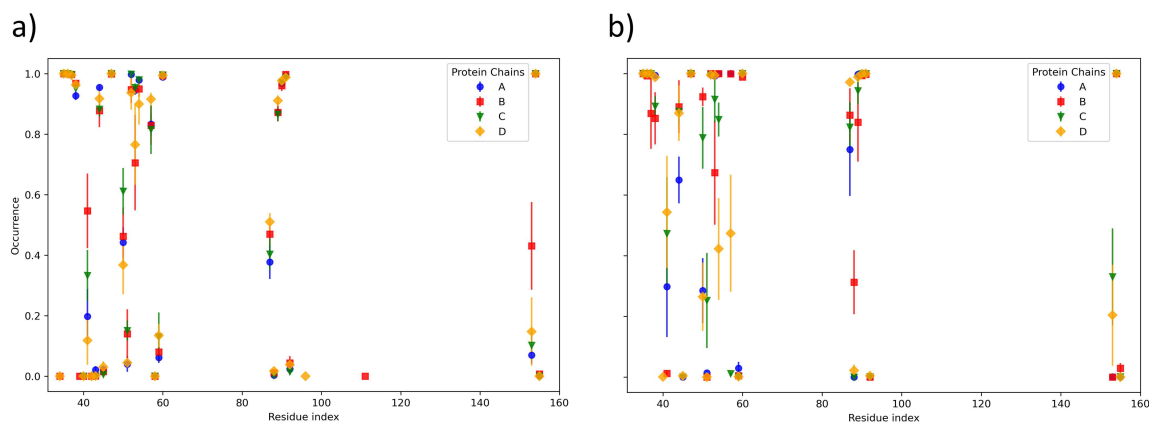 a)
b)
Protein Chains
A
B
C
D
Occurrence
1.0
0.8
0.6
0.4
0.2
0.0
40
60
80
100
120
140
160
Residue index
Protein Chains
A
B
C
D
40
60
80
100
120
140
160
Residue index